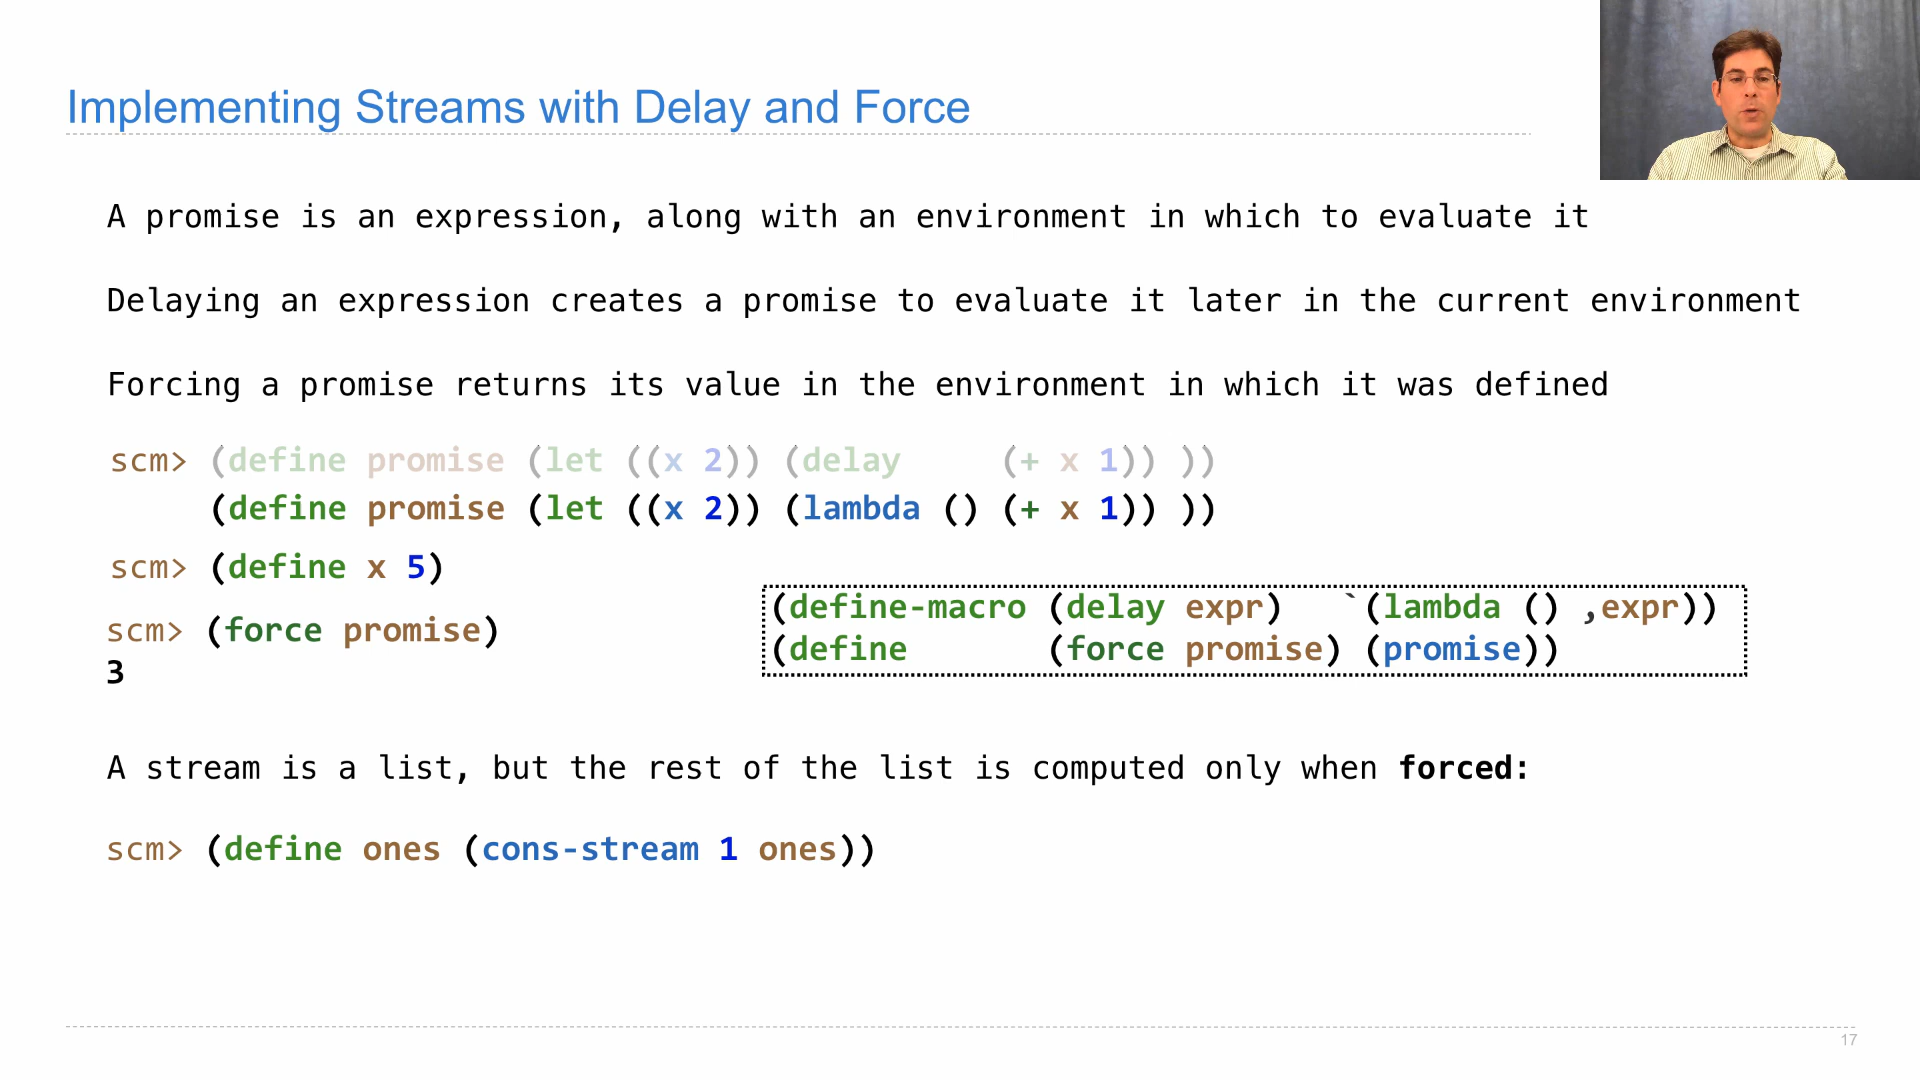 Implementing Streams with Delay and Force
A promise is an expression, along with an environment in which to evaluate it
Delaying an expression creates a promise to evaluate it later in the current environment
Forcing a promise returns its value in the environment in which it was defined
scm> (define promise (let ((x 2)) (delay (+ x 1)) ))
(define promise (let ((x 2)) (lambda () (+ x 1)) ))
scm> (define x 5)
scm> (force promise)
3
(define-macro (delay expr) `(lambda () ,expr))
(define (force promise) (promise))
A stream is a list, but the rest of the list is computed only when forced:
scm> (define ones (cons-stream 1 ones))
17